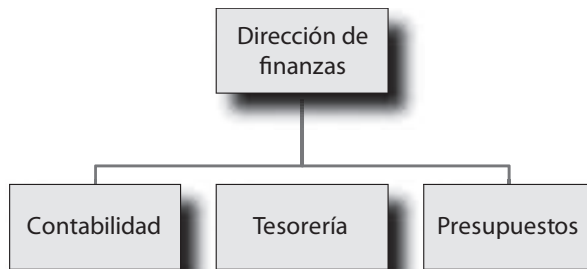 Dirección de
finanzas
Contabilidad
Tesorería
Presupuestos